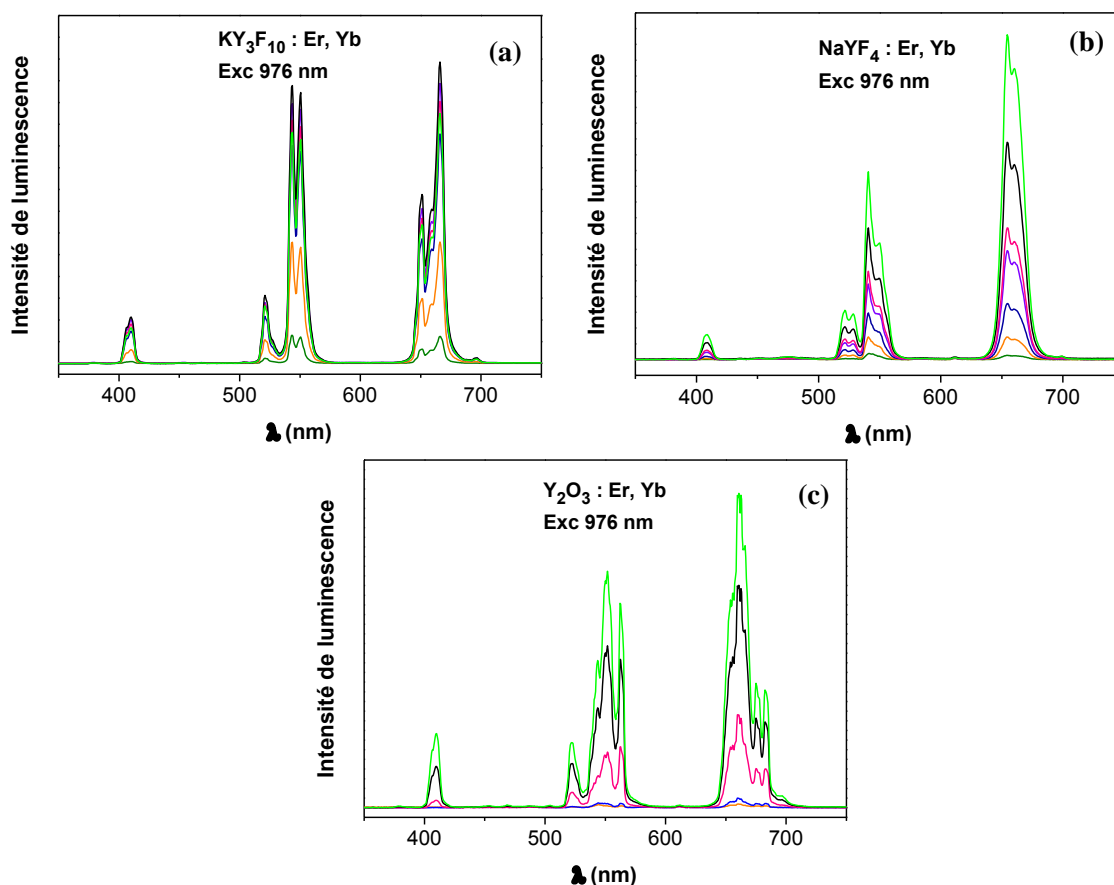 KY3F10 : Er, Yb
Exc 976 nm
(a)
Intensité de luminescence
400 500 600 700
λ (nm)
NaYF4 : Er, Yb
Exc 976 nm
(b)
Intensité de luminescence
400 500 600 700
λ (nm)
Y2O3 : Er, Yb
Exc 976 nm
(c)
Intensité de luminescence
400 500 600 700
λ (nm)